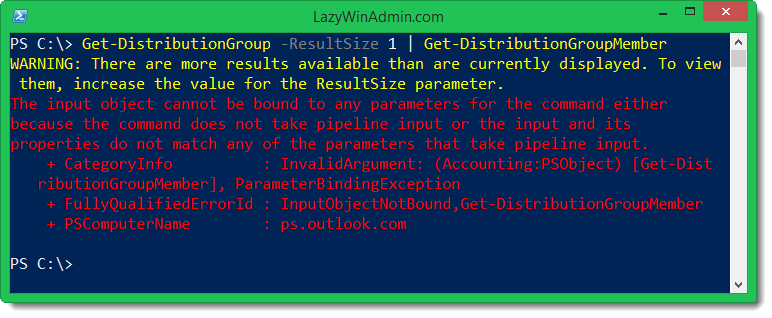 LazyWinAdmin.com
PS C:\> Get-DistributionGroup -ResultSize 1 | Get-DistributionGroupMember
WARNING: There are more results available than are currently displayed. To view
 them, increase the value for the ResultSize parameter.
The input object cannot be bound to any parameters for the command either
because the command does not take pipeline input or the input and its
properties do not match any of the parameters that take pipeline input.
    + CategoryInfo          : InvalidArgument: (Accounting:PSObject) [Get-Dist
   ributionGroupMember], ParameterBindingException
    + FullyQualifiedErrorId : InputObjectNotBound,Get-DistributionGroupMember
    + PSComputerName        : ps.outlook.com
PS C:\>